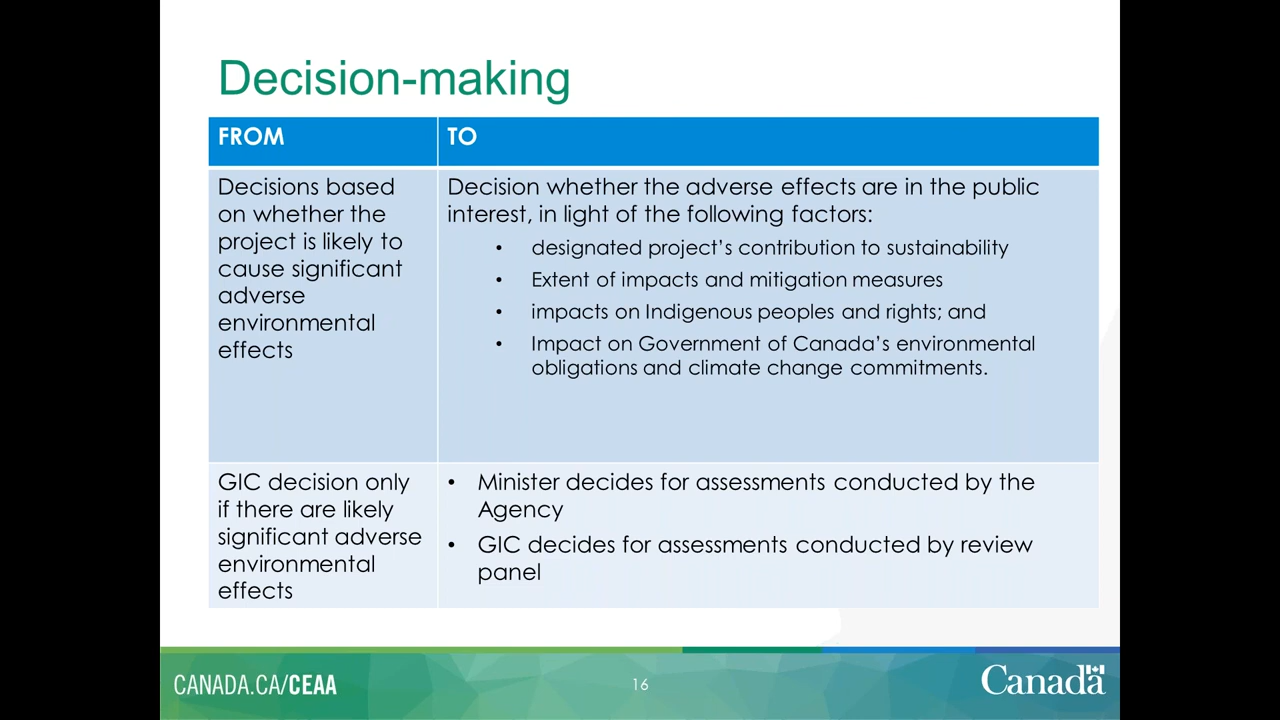 Decision-making
FROM
TO
Decisions based
on whether the
project is likely to
cause significant
adverse
environmental
effects
Decision whether the adverse effects are in the public
interest, in light of the following factors:
• designated project’s contribution to sustainability
• Extent of impacts and mitigation measures
• impacts on Indigenous peoples and rights; and
• Impact on Government of Canada’s environmental
obligations and climate change commitments.
GIC decision only
if there are likely
significant adverse
environmental
effects
• Minister decides for assessments conducted by the
Agency
• GIC decides for assessments conducted by review
panel
CANADA.CA/CEAA
16
Canada